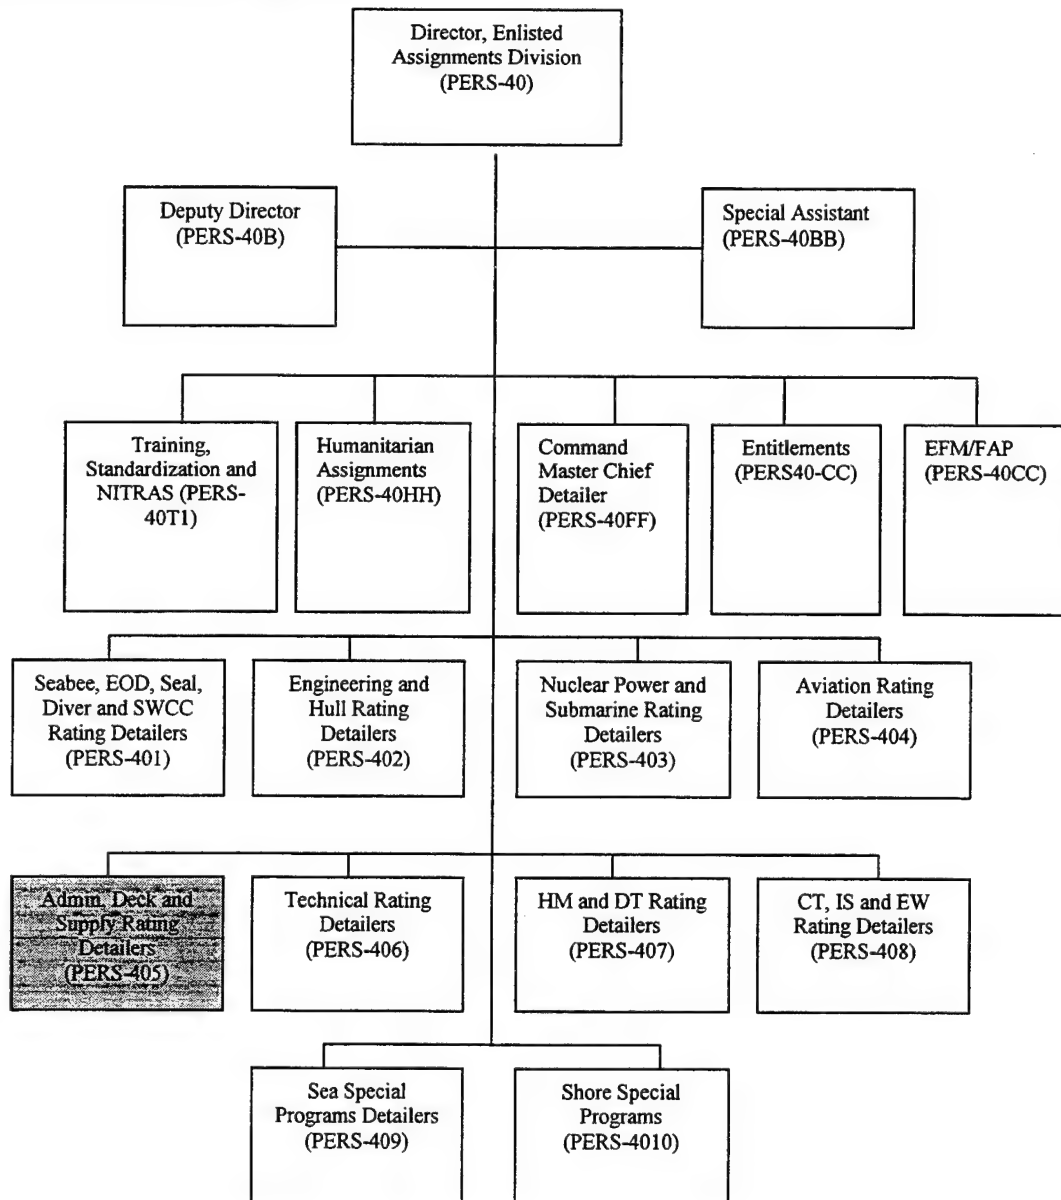 Director, Enlisted
Assignments Division
(PERS-40)
Deputy Director
(PERS-40B)
Special Assistant
(PERS-40BB)
Training,
Standardization and
NITRAS (PERS-
40T1)
Humanitarian
Assignments
(PERS-40HH)
Command
Master Chief
Detailer
(PERS-40FF)
Entitlements
(PERS40-CC)
EFM/FAP
(PERS-40CC)
Seabee, EOD, Seal,
Diver and SWCC
Rating Detailers
(PERS-401)
Engineering and
Hull Rating
Detailers
(PERS-402)
Nuclear Power and
Submarine Rating
Detailers
(PERS-403)
Aviation Rating
Detailers
(PERS-404)
Admin, Deck and
Supply Rating
Detailers
(PERS-405)
Technical Rating
Detailers
(PERS-406)
HM and DT Rating
Detailers
(PERS-407)
CT, IS and EW
Rating Detailers
(PERS-408)
Sea Special
Programs Detailers
(PERS-409)
Shore Special
Programs
(PERS-4010)